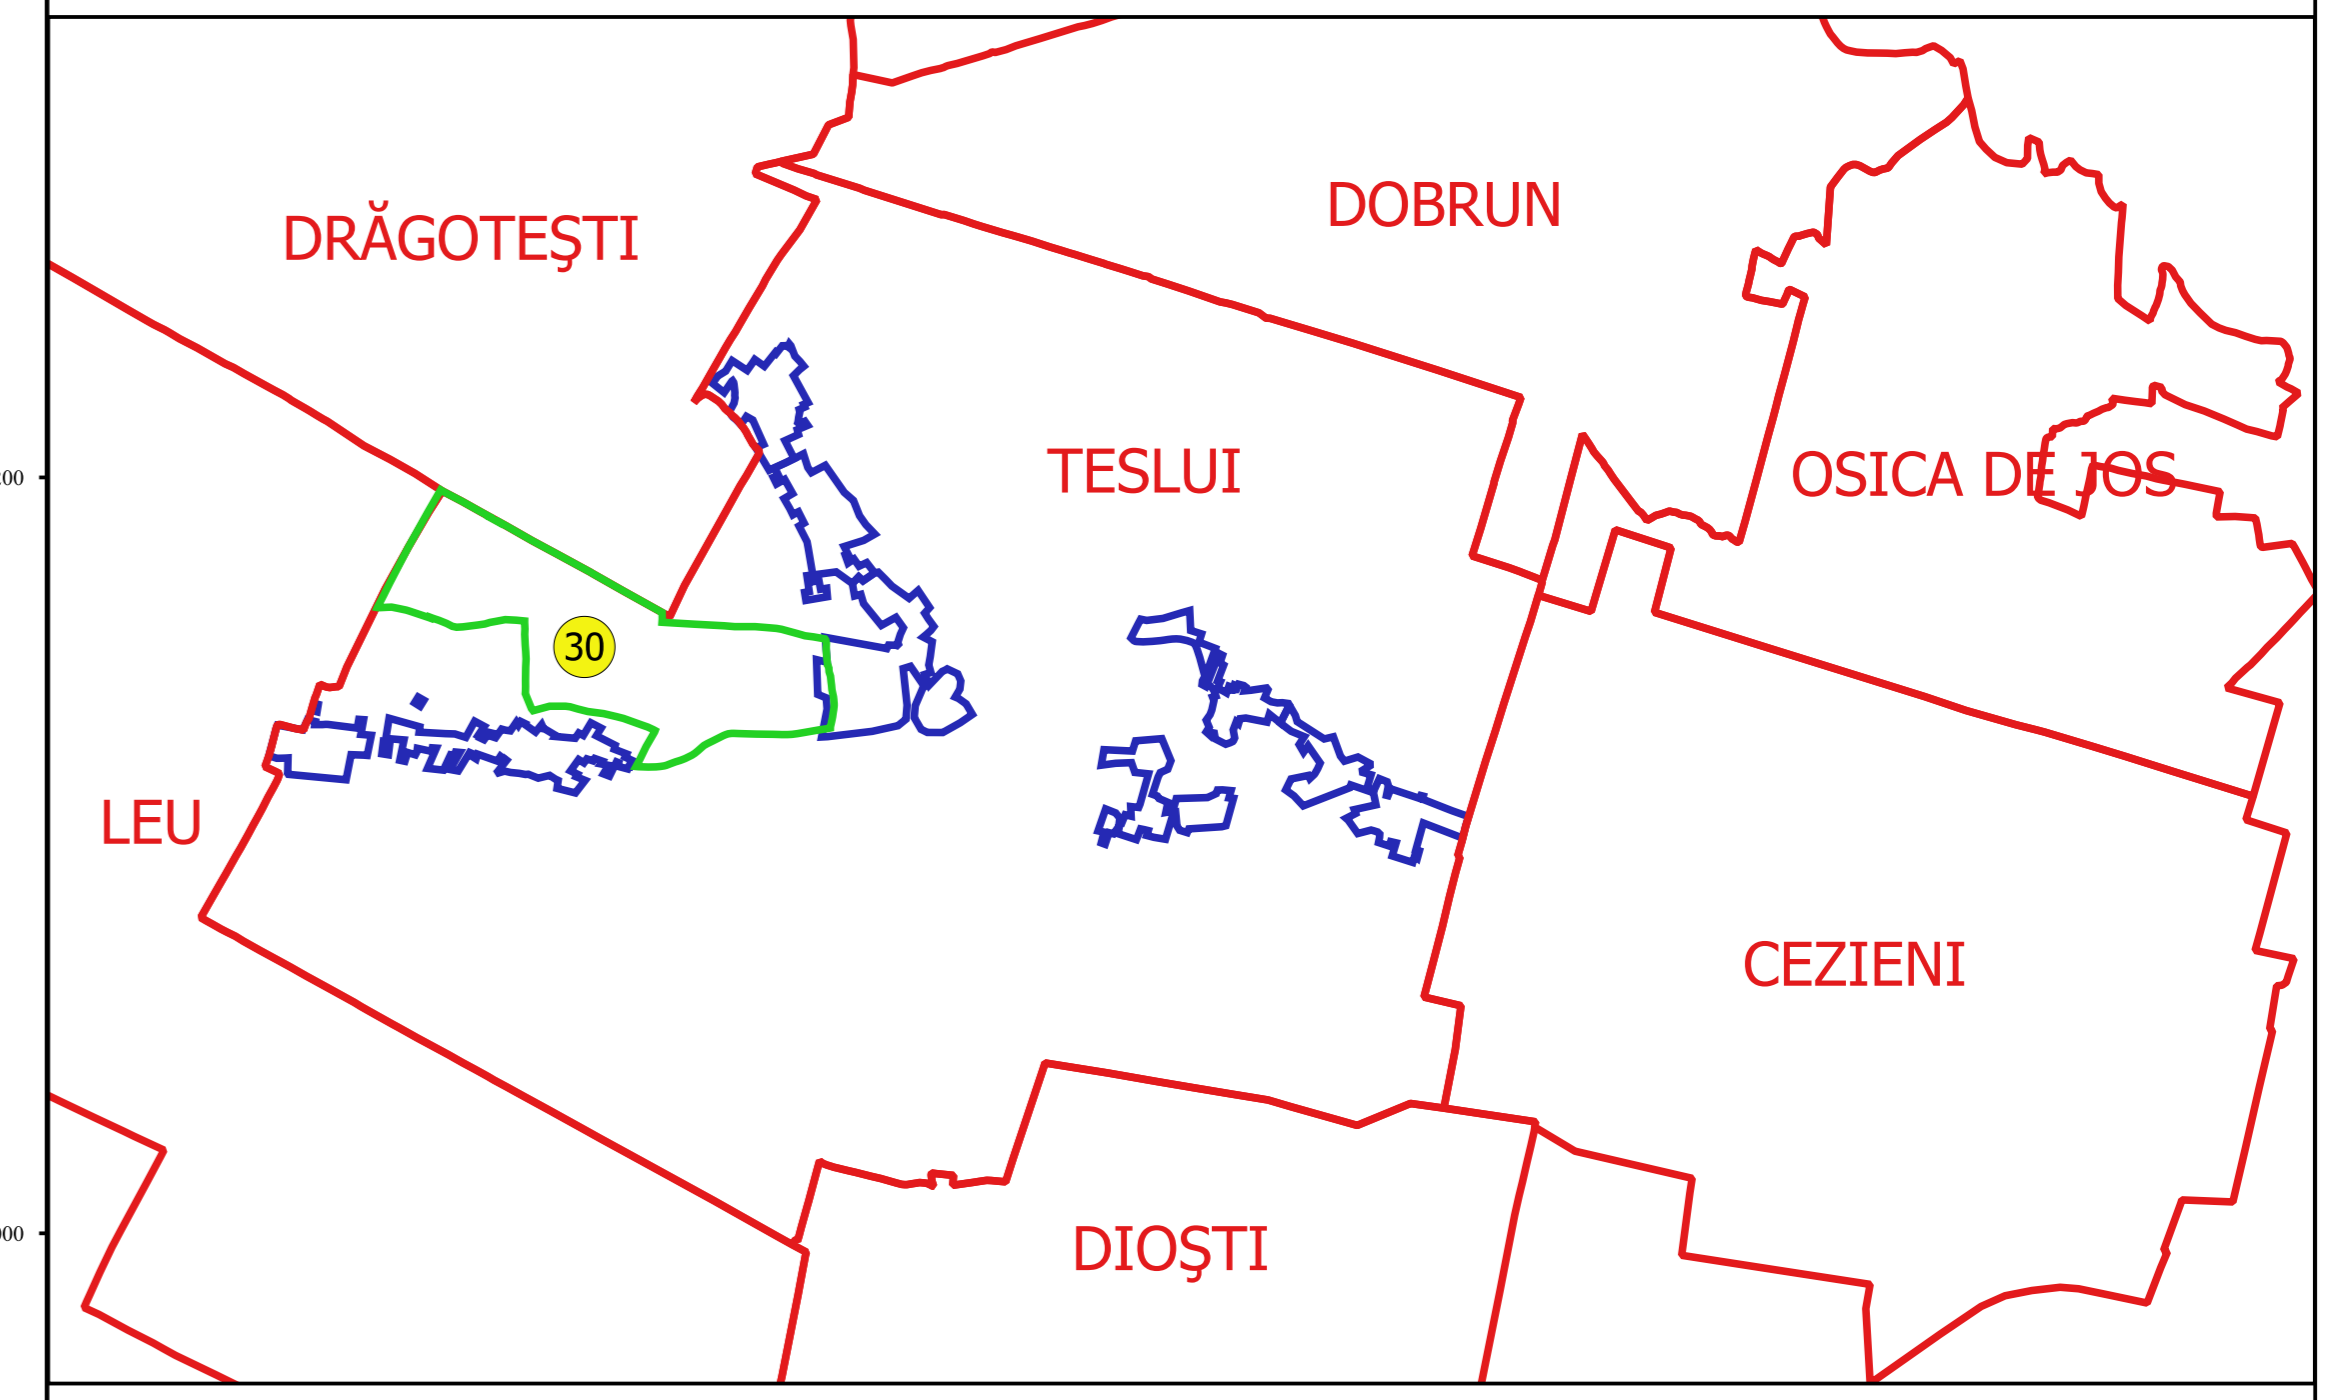 DOBRUN
DRĂGOTEŞTI
TESLUI
OSICA DE JOS
30
LEU
CEZIENI
DIOŞTI